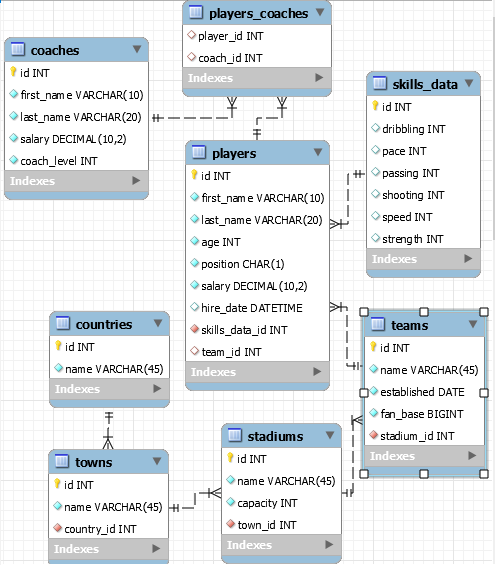 players_coaches
player_id INT
coach_id INT
Indexes
coaches
id INT
first_name VARCHAR(10)
last_name VARCHAR(20)
salary DECIMAL(10,2)
coach_level INT
Indexes
skills_data
id INT
dribbling INT
pace INT
passing INT
shooting INT
speed INT
strength INT
Indexes
players
id INT
first_name VARCHAR(10)
last_name VARCHAR(20)
age INT
position CHAR(1)
salary DECIMAL(10,2)
hire_date DATETIME
skills_data_id INT
team_id INT
Indexes
countries
id INT
name VARCHAR(45)
Indexes
teams
id INT
name VARCHAR(45)
established DATE
fan_base BIGINT
stadium_id INT
Indexes
towns
id INT
name VARCHAR(45)
country_id INT
Indexes
stadiums
id INT
name VARCHAR(45)
capacity INT
town_id INT
Indexes